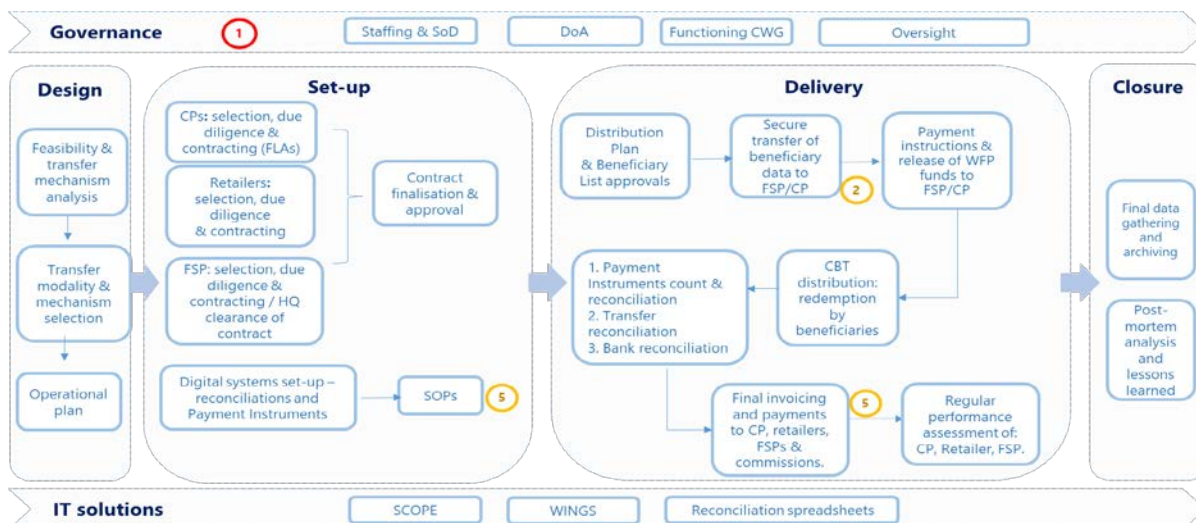 Governance
1
Staffing & SoD
DoA
Functioning CWG
Oversight
Design
Feasibility &
transfer
mechanism
analysis
Transfer
modality &
mechanism
selection
Operational
plan
Set-up
CPs: selection, due
diligence &
contracting (FLAs)
Retailers:
selection, due
diligence
& contracting
FSP: selection, due
diligence &
contracting / HQ
clearance of
contract
Contract
finalisation &
approval
Digital systems set-up –
reconciliations and
Payment Instruments
SOPs
5
Delivery
Distribution
Plan
& Beneficiary
List approvals
Secure
transfer of
beneficiary
data to
FSP/CP
2
Payment
instructions &
release of WFP
funds to
FSP/CP
CBT
distribution:
redemption
by
beneficiaries
1. Payment
Instruments count &
reconciliation
2. Transfer
reconciliation
3. Bank reconciliation
Final invoicing
and payments
to CP, retailers,
FSPs &
commissions.
5
Regular
performance
assessment of:
CP, Retailer, FSP.
Closure
Final data
gathering
and
archiving
Post-
mortem
analysis
and
lessons
learned
IT solutions
SCOPE
WINGS
Reconciliation spreadsheets